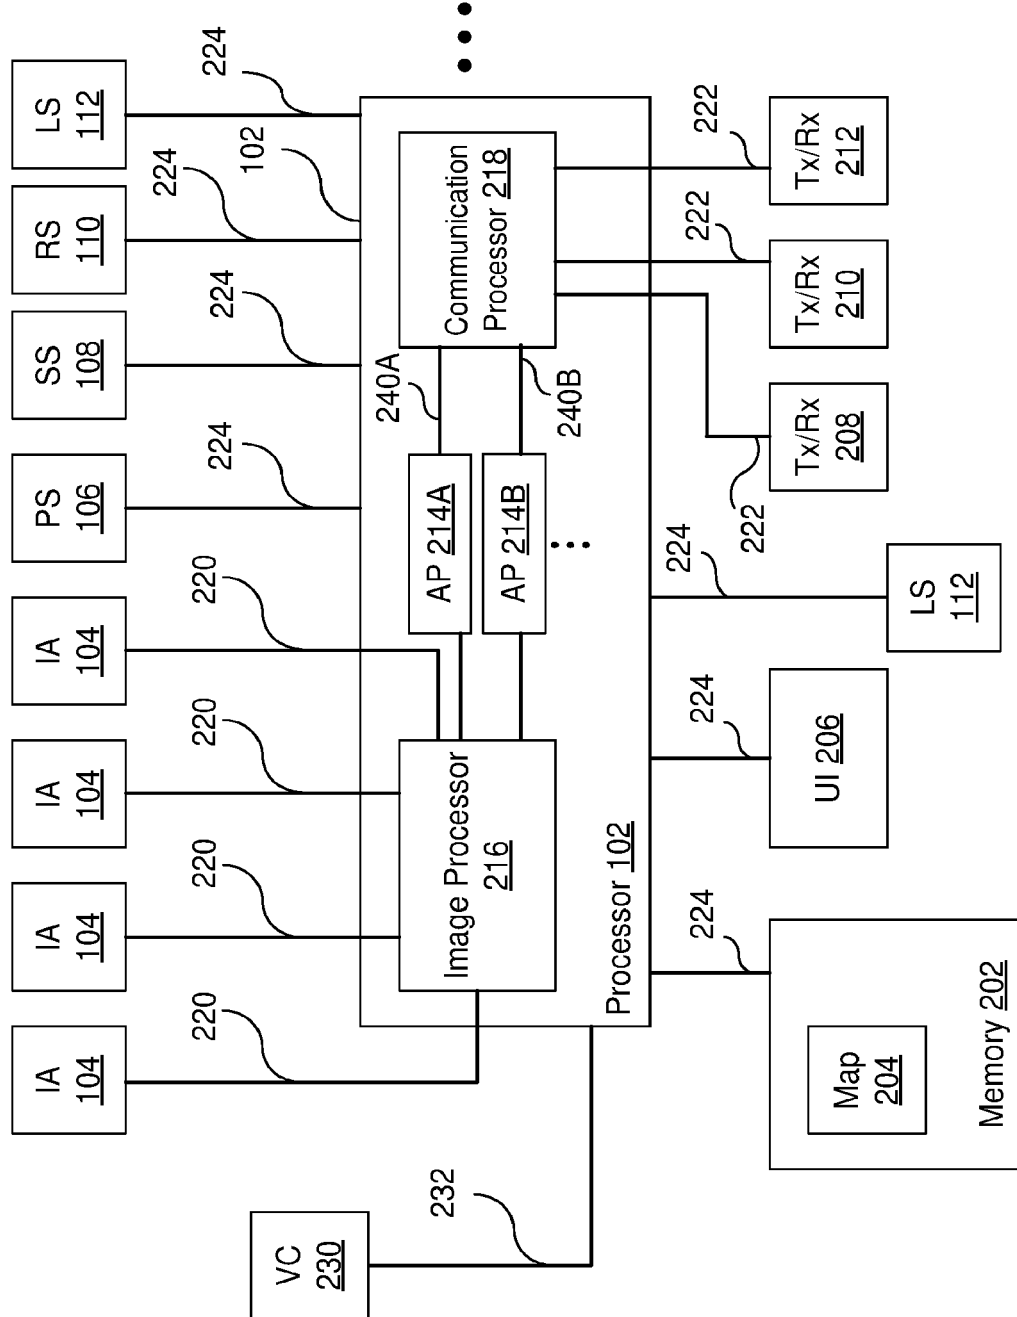 IA
104
IA
104
IA
104
IA
104
PS
106
SS
108
RS
110
LS
112
220
220
220
220
224
224
224
224
102
VC
230
232
Image Processor
216
AP 214A
AP 214B
240A
240B
Communication
Processor 218
Processor 102
224
224
224
222
222
222
Map
204
Memory 202
UI 206
LS
112
Tx/Rx
208
Tx/Rx
210
Tx/Rx
212